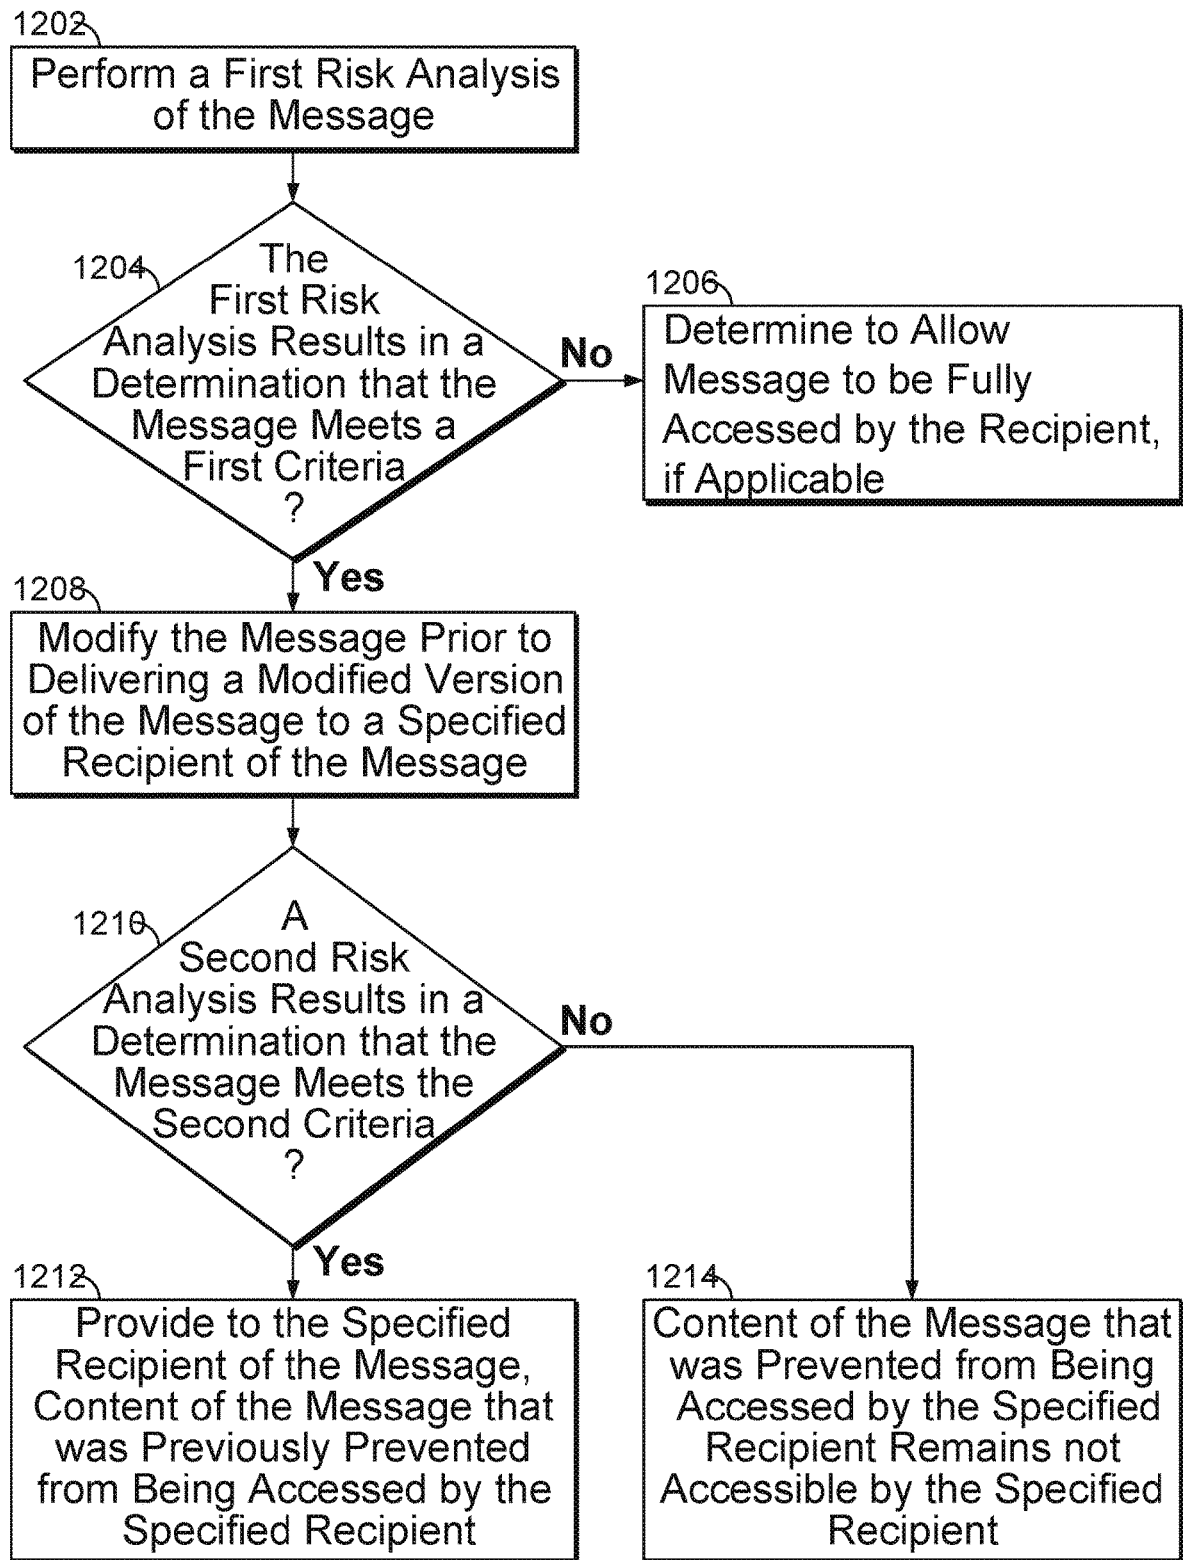 1202
Perform a First Risk Analysis
of the Message
1204
The
First Risk
Analysis Results in a
Determination that the
Message Meets a
First Criteria
?
No
1206
Determine to Allow
Message to be Fully
Accessed by the Recipient,
if Applicable
Yes
1208
Modify the Message Prior to
Delivering a Modified Version
of the Message to a Specified
Recipient of the Message
1210
A
Second Risk
Analysis Results in a
Determination that the
Message Meets the
Second Criteria
?
No
Yes
1212
Provide to the Specified
Recipient of the Message,
Content of the Message that
was Previously Prevented
from Being Accessed by the
Specified Recipient
1214
Content of the Message that
was Prevented from Being
Accessed by the Specified
Recipient Remains not
Accessible by the Specified
Recipient